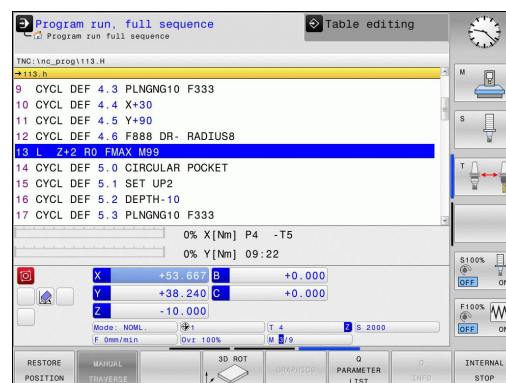 Program run, full sequence
Program run full sequence
Table editing
TNC:\nc_prog\113.H
→113.h
9 CYCL DEF 4.3 PLNGNG10 F333
10 CYCL DEF 4.4 X+30
11 CYCL DEF 4.5 Y+90
12 CYCL DEF 4.6 F888 DR- RADIUS8
13 L Z+2 R0 FMAX M99
14 CYCL DEF 5.0 CIRCULAR POCKET
15 CYCL DEF 5.1 SET UP2
16 CYCL DEF 5.2 DEPTH-10
17 CYCL DEF 5.3 PLNGNG10 F333
0% X[Nm] P4 -T5
0% Y[Nm] 09:22
X +53.667 B +0.000
Y +38.240 C +0.000
Z -10.000
Mode: NOML. 1 T 4 Z S 2000
F 0mm/min Ovr 100% M 8/9
M
S
T
S100%
OFF ON
F100%
OFF ON
RESTORE POSITION
MANUAL TRAVERSE
3D ROT
GRAPHICS
Q PARAMETER LIST
Q INFO
INTERNAL STOP